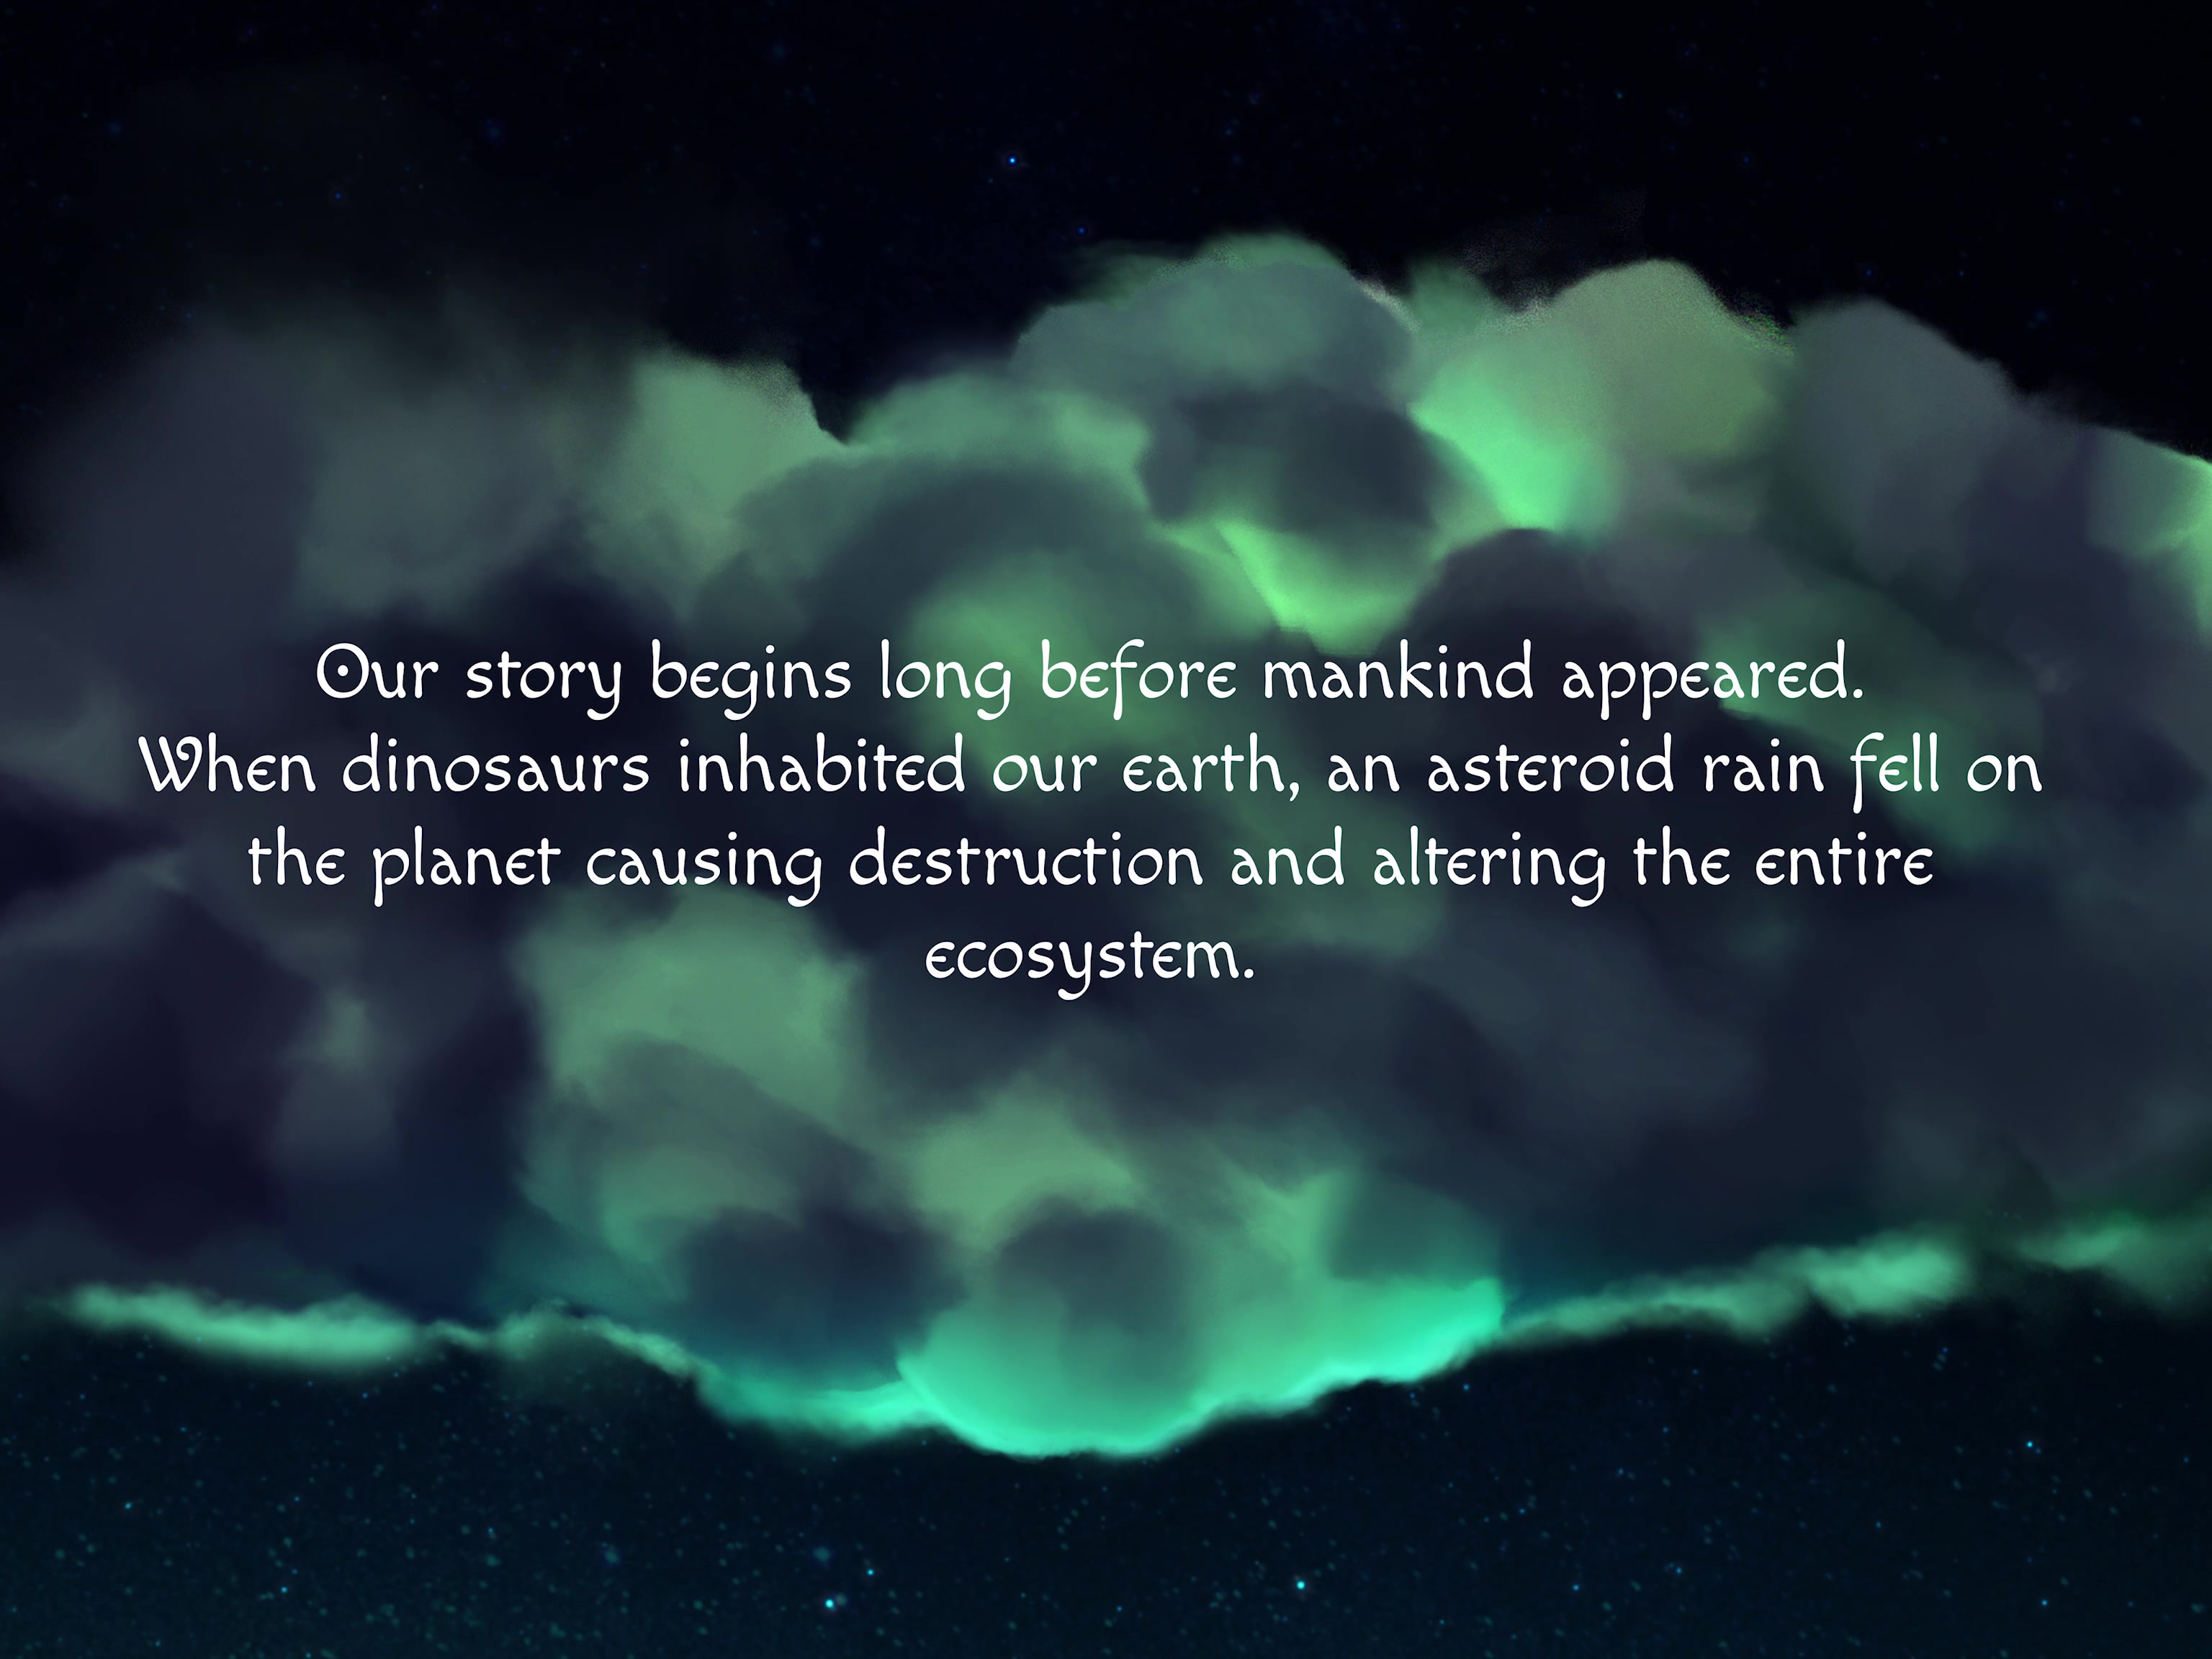 Our story begins long before mankind appeared.
When dinosaurs inhabited our earth, an asteroid rain fell on
the planet causing destruction and altering the entire
ecosystem.